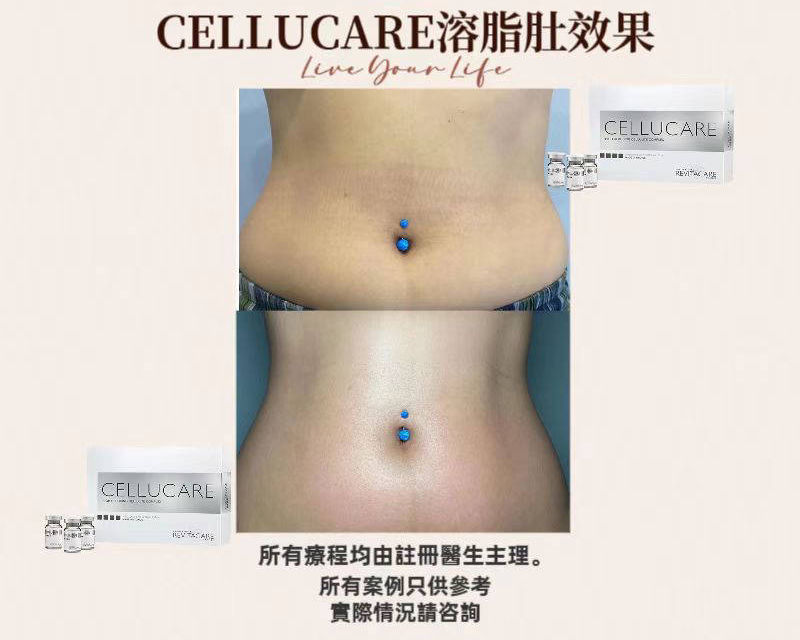 CELLUCARE溶脂肚效果
Live Your Life
CELLUCARE
REVITACARE
CELLUCARE
REVITACARE
所有療程均由註冊醫生主理。
所有案例只供參考
實際情況請咨詢